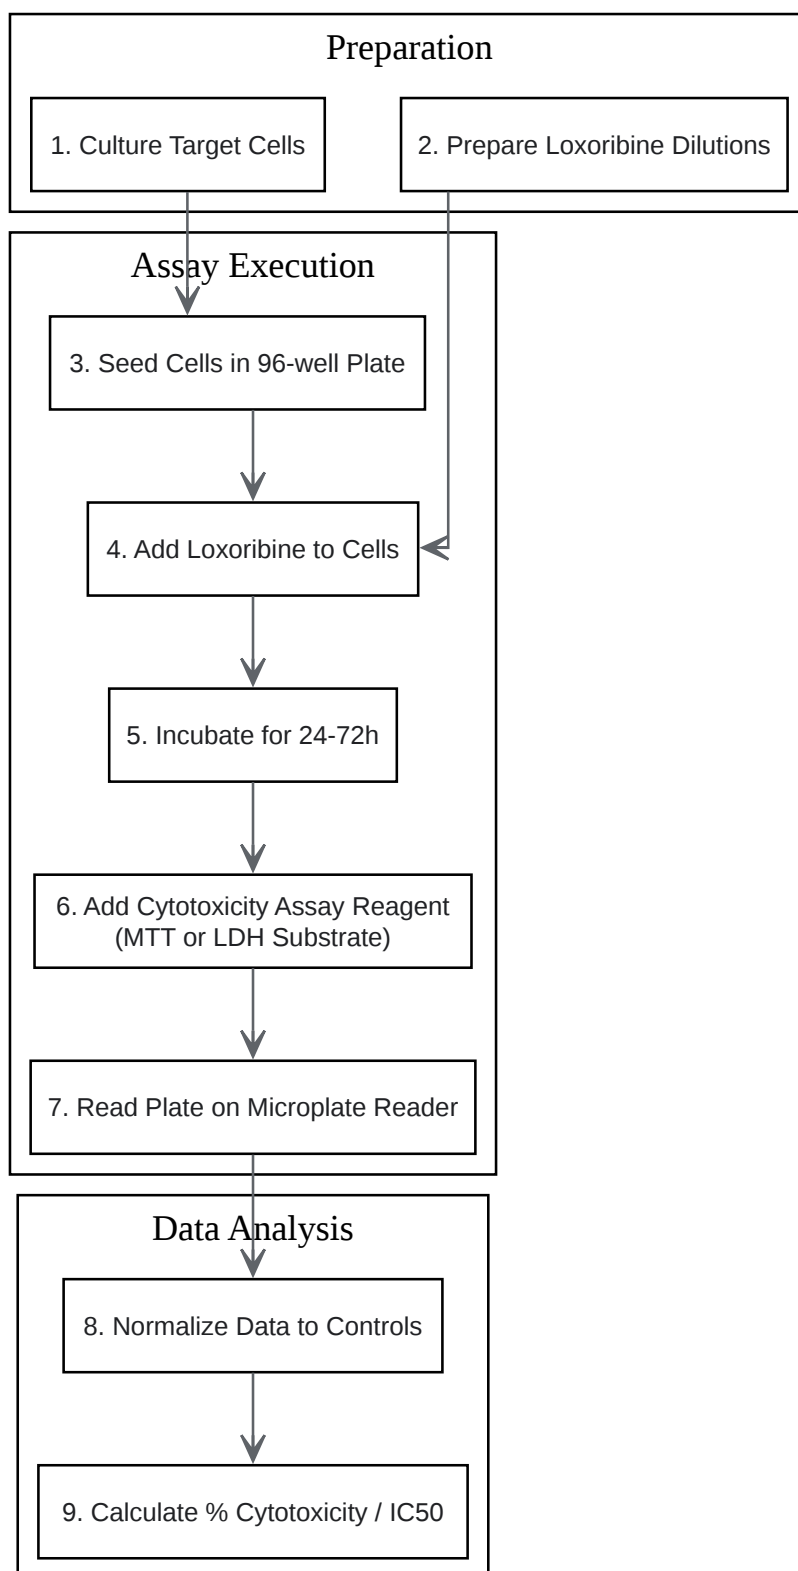 Preparation
1. Culture Target Cells
2. Prepare Loxoribine Dilutions
Assay Execution
3. Seed Cells in 96-well Plate
4. Add Loxoribine to Cells
5. Incubate for 24-72h
6. Add Cytotoxicity Assay Reagent
(MTT or LDH Substrate)
7. Read Plate on Microplate Reader
Data Analysis
8. Normalize Data to Controls
9. Calculate % Cytotoxicity / IC50